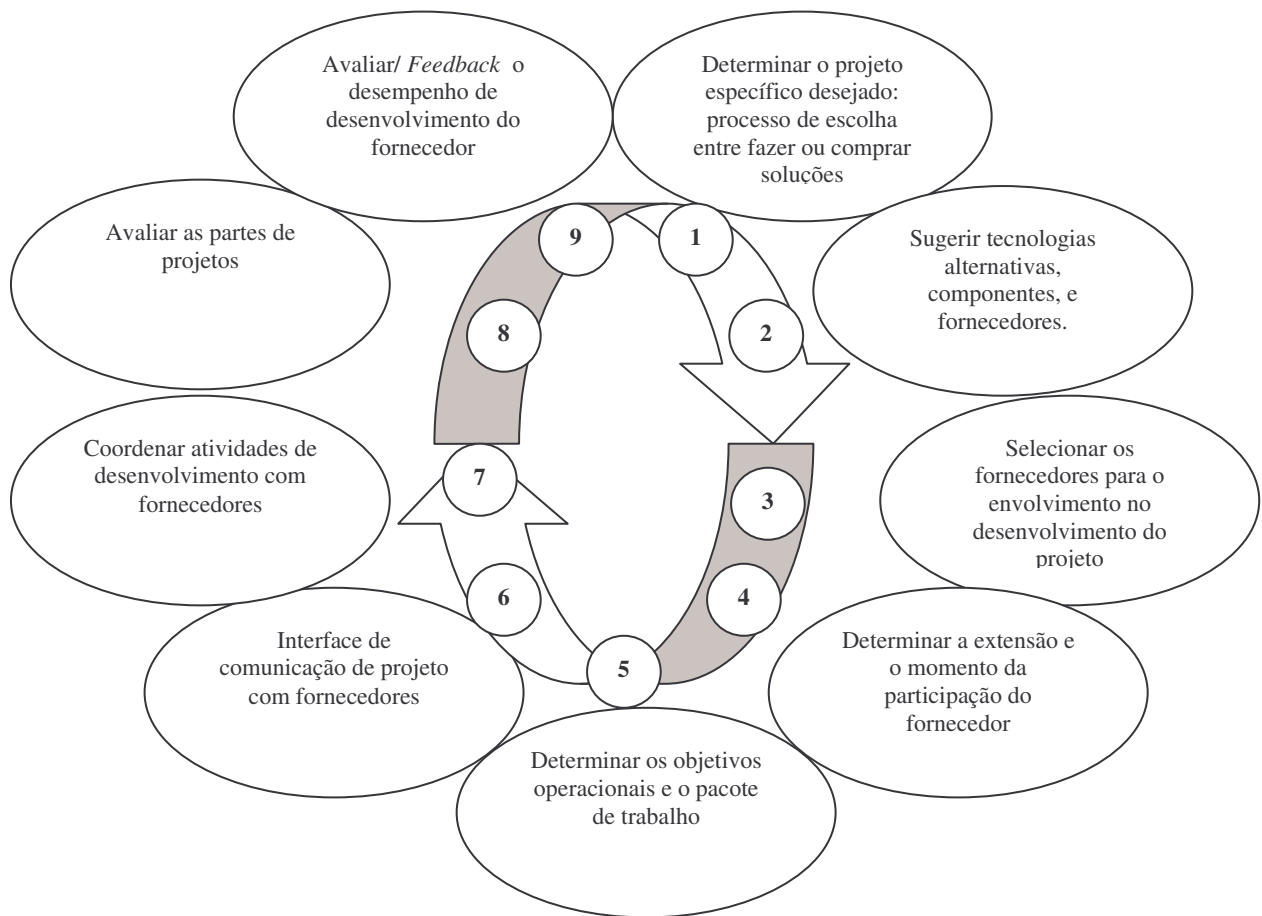 Avaliar/ Feedback o
desempenho de
desenvolvimento do
fornecedor
Determinar o projeto
específico desejado:
processo de escolha
entre fazer ou comprar
soluções
Avaliar as partes de
projetos
Sugerir tecnologias
alternativas,
componentes, e
fornecedores.
9
1
8
2
Coordenar atividades de
desenvolvimento com
fornecedores
Selecionar os
fornecedores para o
envolvimento no
desenvolvimento do
projeto
7
3
6
4
5
Interface de
comunicação de projeto
com fornecedores
Determinar a extensão e
o momento da
participação do
fornecedor
Determinar os objetivos
operacionais e o pacote
de trabalho